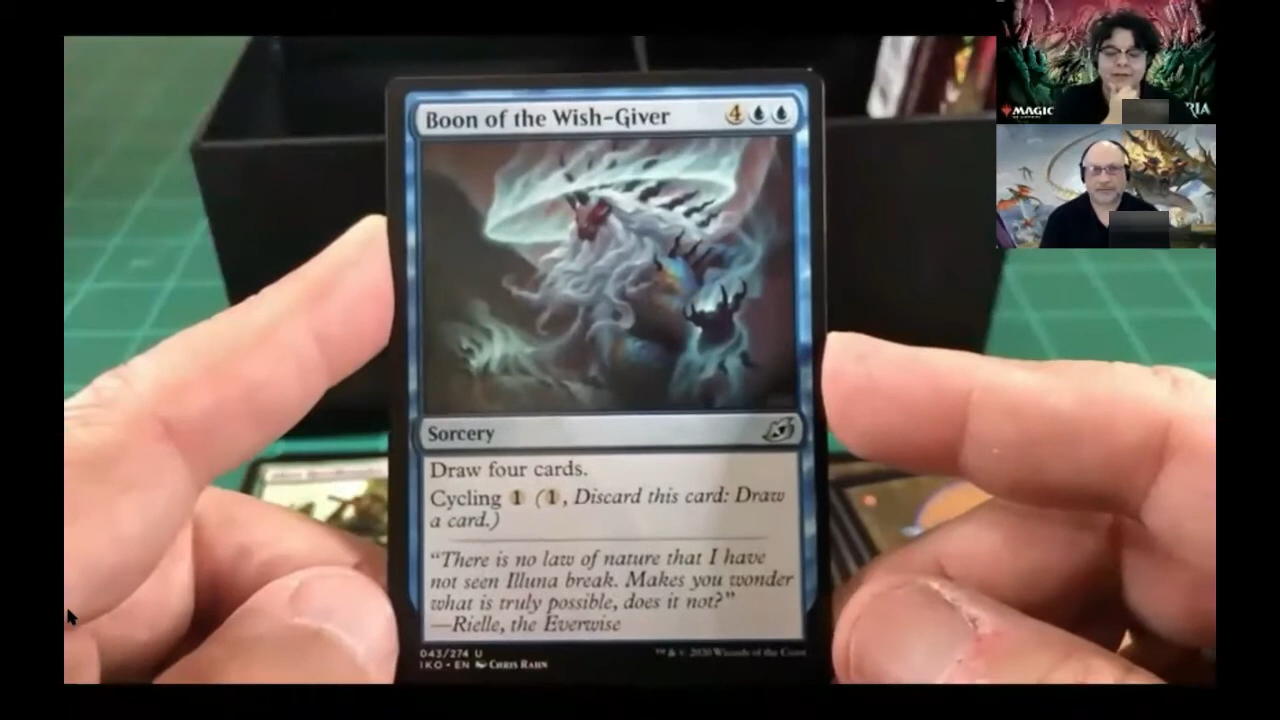 Boon of the Wish-Giver 4
Sorcery
Draw four cards.
Cycling 1 (1, Discard this card: Draw
a card.)
"There is no law of nature that I have
not seen Illuna break. Makes you wonder
what is truly possible, does it not?"
—Rielle, the Everwise
043/274 U
IKO • EN Chris Rahn
™ & © 2020 Wizards of the Coast
MAGIC
RIA